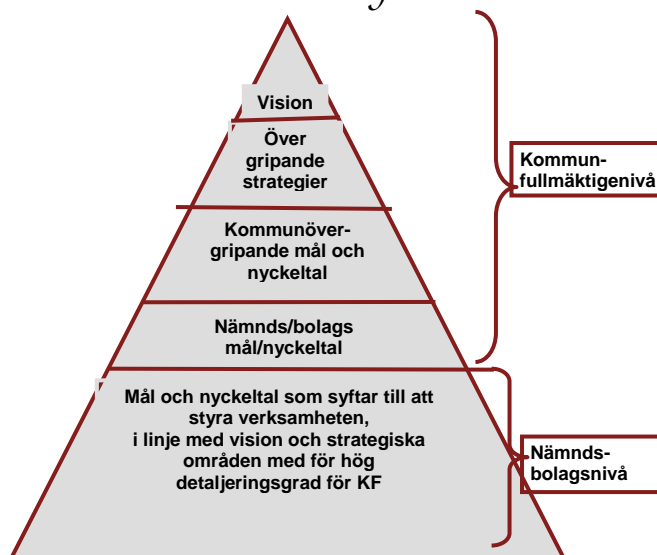 Vision
Över
gripande
strategier
Kommunöver-
gripande mål och
nyckeltal
Nämnds/bolags
mål/nyckeltal
Mål och nyckeltal som syftar till att
styra verksamheten,
i linje med vision och strategiska
områden med för hög
detaljeringsgrad för KF
Kommun-
fullmäktigenivå
Nämnds-
bolagsnivå